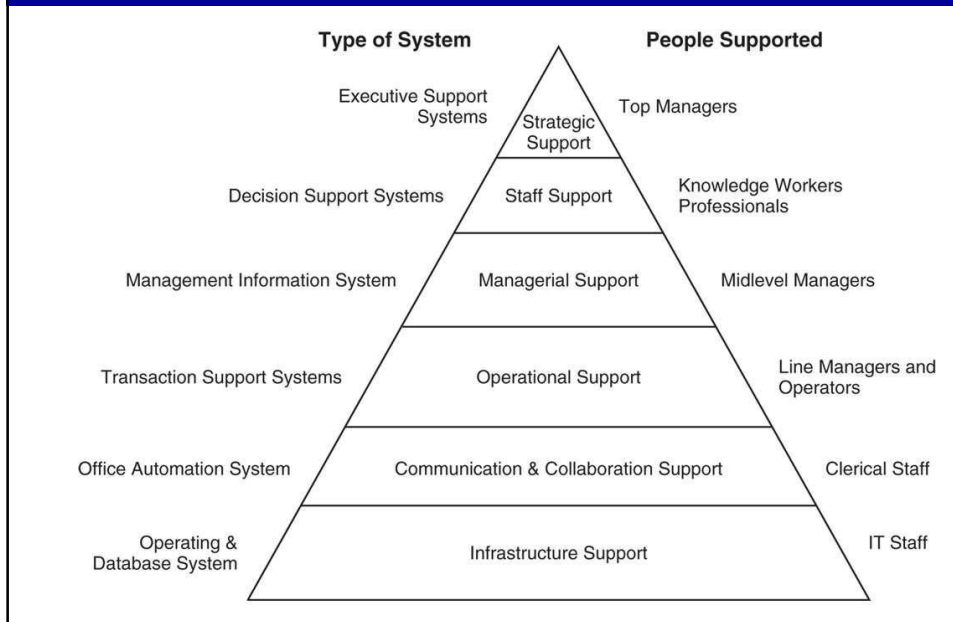 Type of System
People Supported
Executive Support
Systems
Strategic
Support
Top Managers
Decision Support Systems
Staff Support
Knowledge Workers
Professionals
Management Information System
Managerial Support
Midlevel Managers
Transaction Support Systems
Operational Support
Line Managers and
Operators
Office Automation System
Communication & Collaboration Support
Clerical Staff
Operating &
Database System
Infrastructure Support
IT Staff